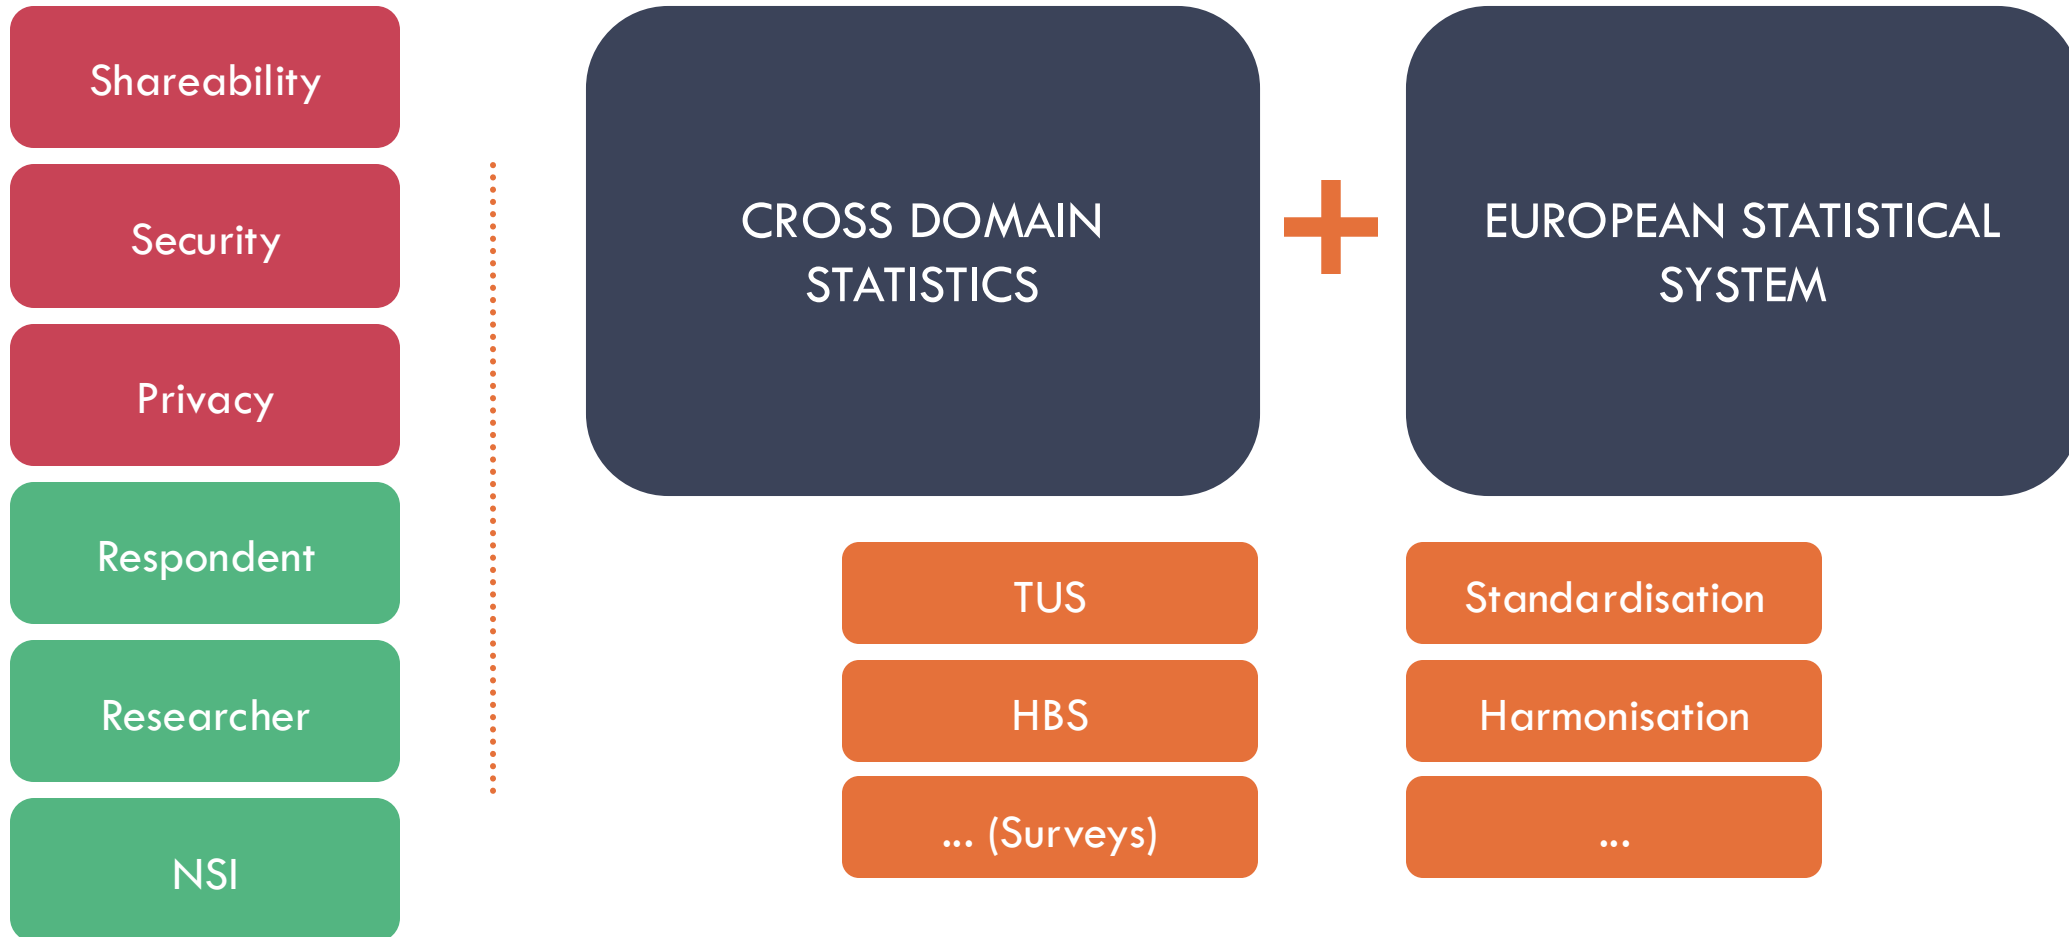 Shareability
Security
Privacy
Respondent
Researcher
NSI
CROSS DOMAIN
STATISTICS
+
EUROPEAN STATISTICAL
SYSTEM
TUS
HBS
... (Surveys)
Standardisation
Harmonisation
...